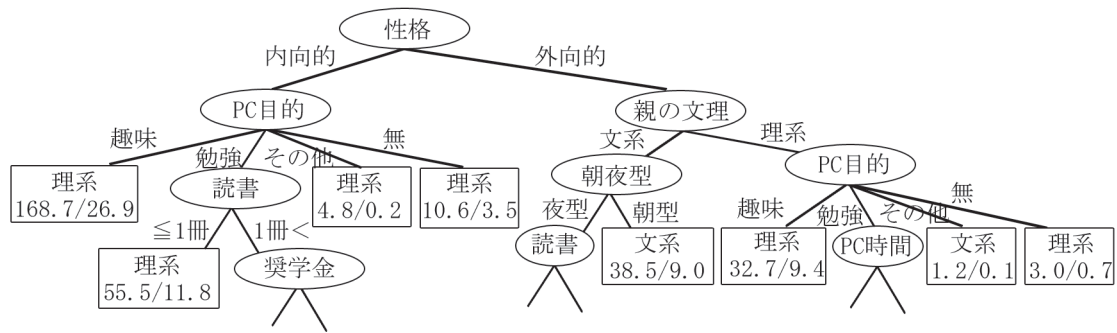 性格
内向的
外向的
PC目的
親の文理
趣味
勉強
その他
無
文系
理系
理系
168.7/26.9
読書
理系
4.8/0.2
理系
10.6/3.5
朝夜型
PC目的
≦1冊
1冊<
夜型
朝型
趣味
勉強
その他
無
理系
55.5/11.8
奨学金
読書
文系
38.5/9.0
理系
32.7/9.4
PC時間
文系
1.2/0.1
理系
3.0/0.7